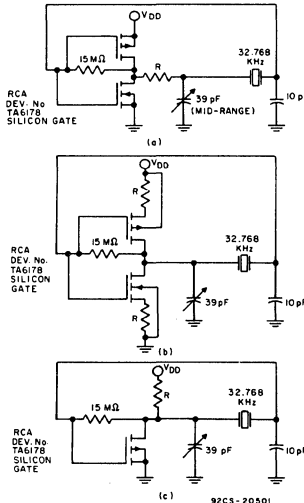 VDD
15 MΩ
R
32.768
KHz
RCA
DEV. No
TA6178
SILICON GATE
39 pF
(MID-RANGE)
10 pF
(a)
VDD
R
32.768
KHz
RCA
DEV. No.
TA6178
SILICON
GATE
15 MΩ
39 pF
10 pF
R
(b)
VDD
R
32.768
KHz
15 MΩ
RCA
DEV. No.
TA6178
SILICON
GATE
39 pF
10 pF
(c)
92CS-20501